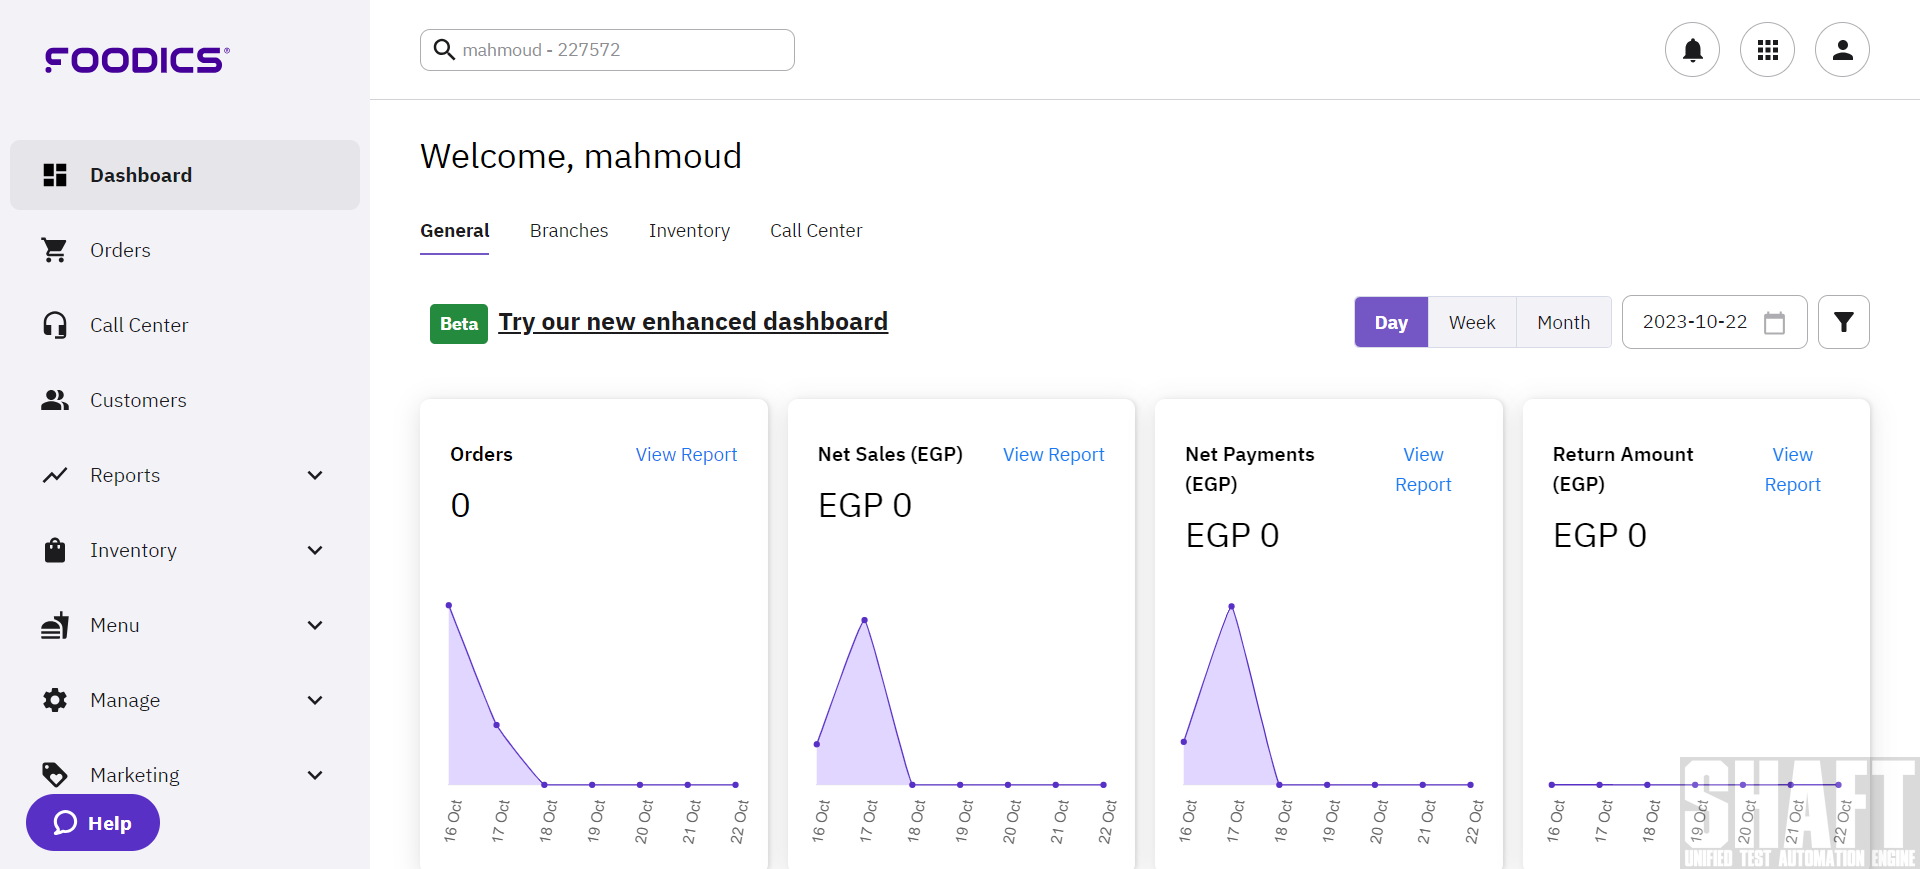 FOODICS®
mahmoud - 227572
Dashboard
Orders
Call Center
Customers
Reports
Inventory
Menu
Manage
Marketing
Help
Welcome, mahmoud
General Branches Inventory Call Center
Beta Try our new enhanced dashboard
Day Week Month 2023-10-22
Orders View Report
0
16 Oct 17 Oct 18 Oct 19 Oct 20 Oct 21 Oct 22 Oct
Net Sales (EGP) View Report
EGP 0
16 Oct 17 Oct 18 Oct 19 Oct 20 Oct 21 Oct 22 Oct
Net Payments
(EGP)
View
Report
EGP 0
16 Oct 17 Oct 18 Oct 19 Oct 20 Oct 21 Oct 22 Oct
Return Amount
(EGP)
View
Report
EGP 0
16 Oct 17 Oct 18 Oct 19 Oct 20 Oct 21 Oct 22 Oct
SHAFT
UNIFIED TEST AUTOMATION ENGINE